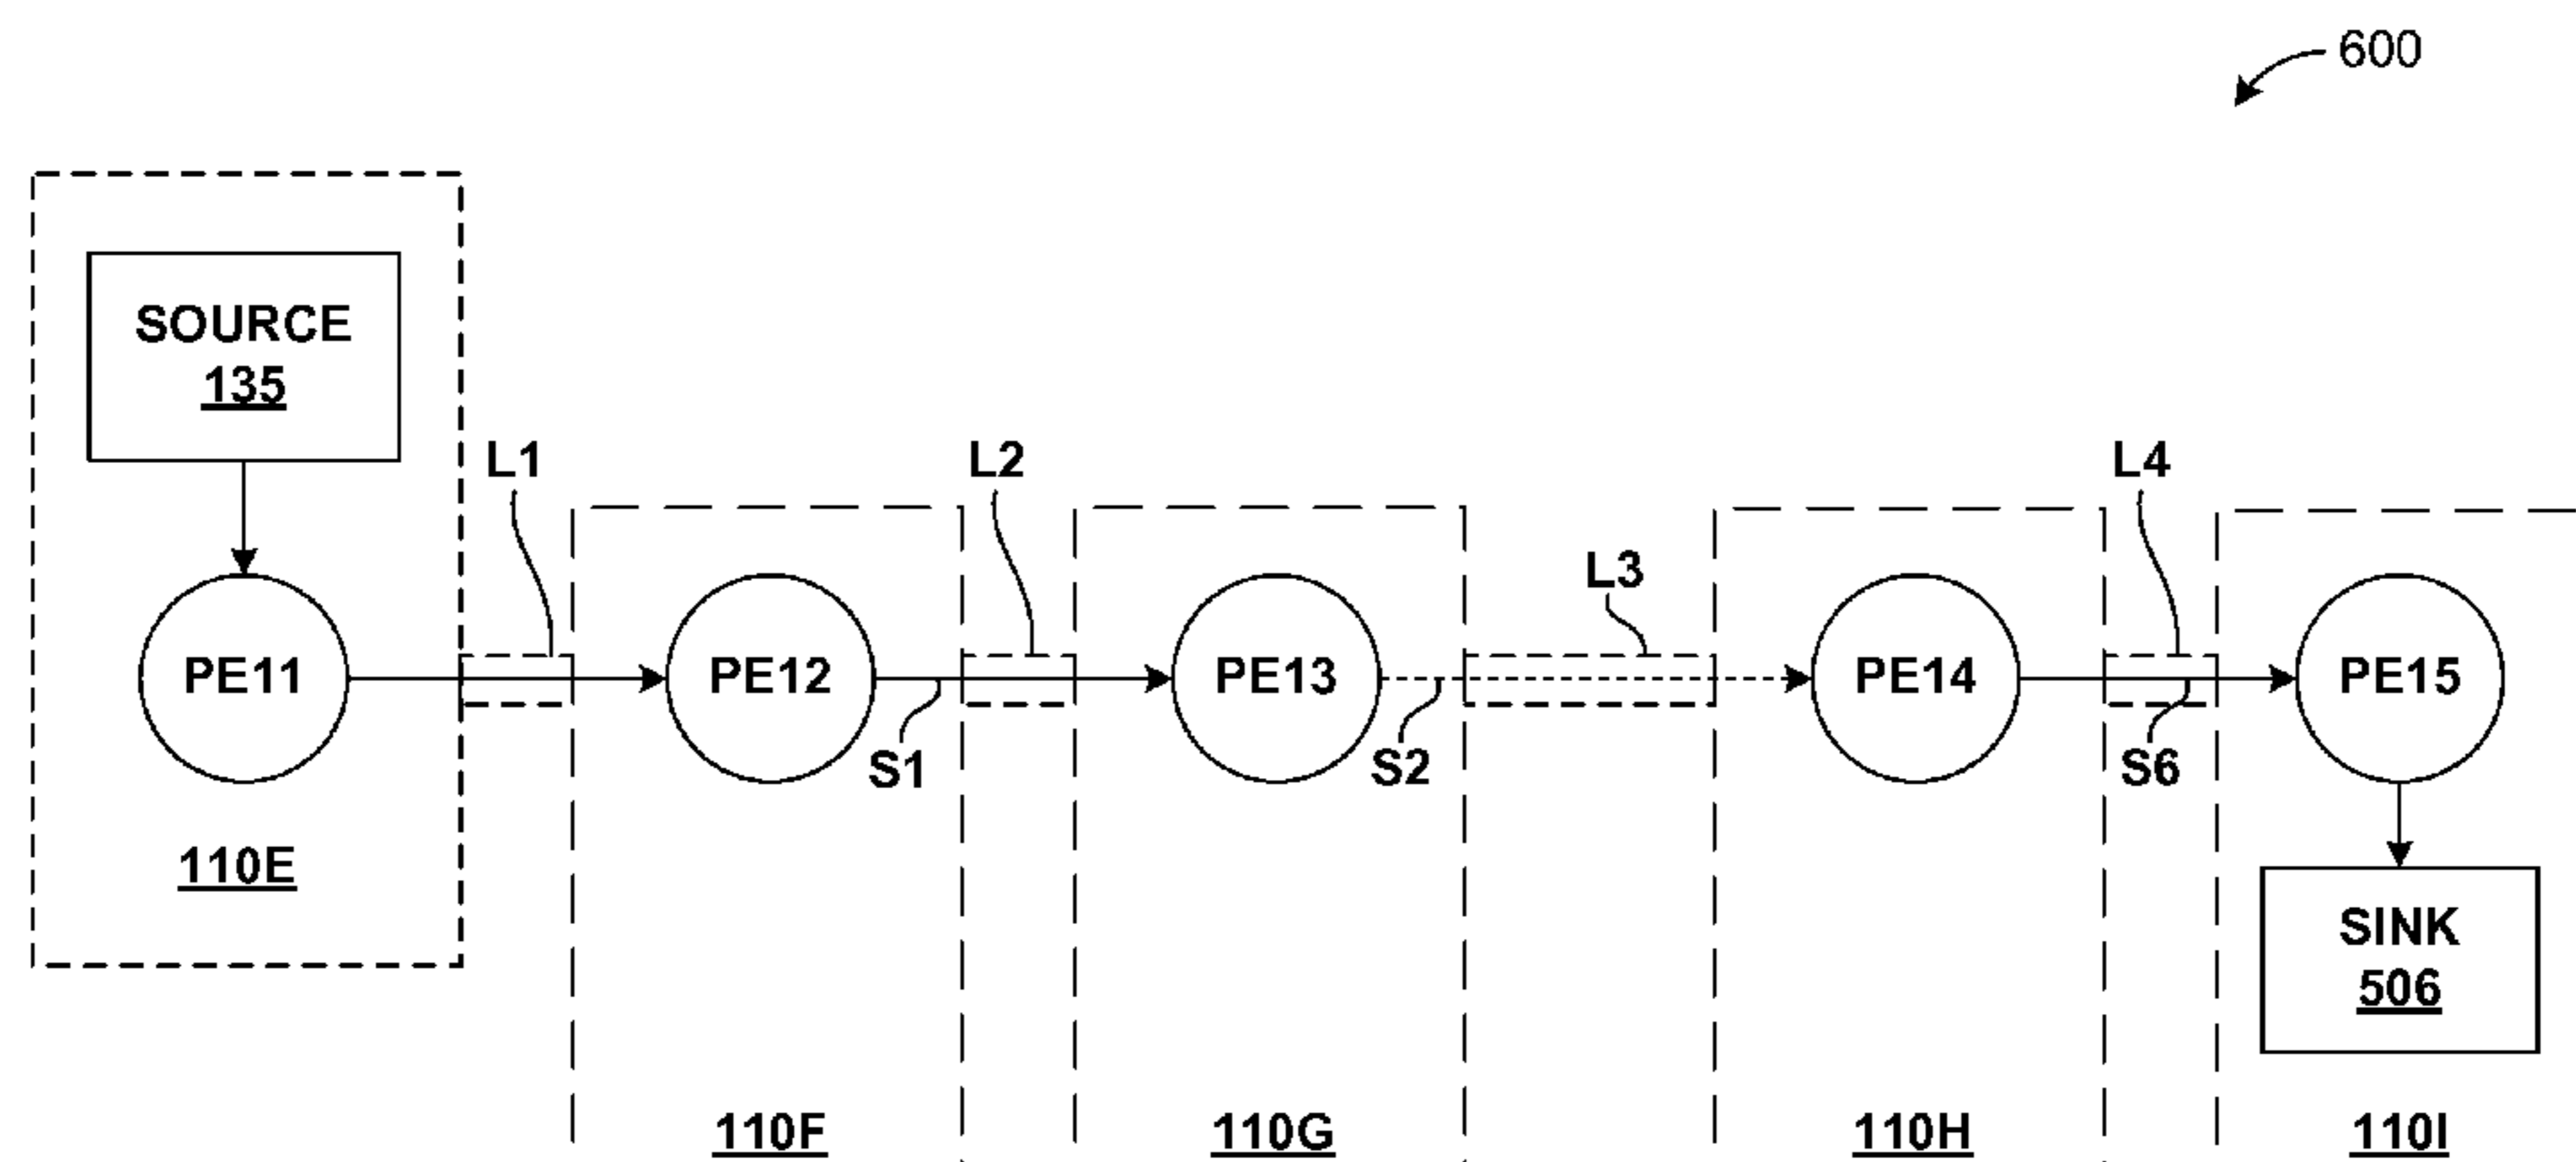 600
SOURCE
135
L1
L2
L3
L4
PE11
PE12
PE13
PE14
PE15
S1
S2
S6
110E
SINK
506
110F
110G
110H
110I